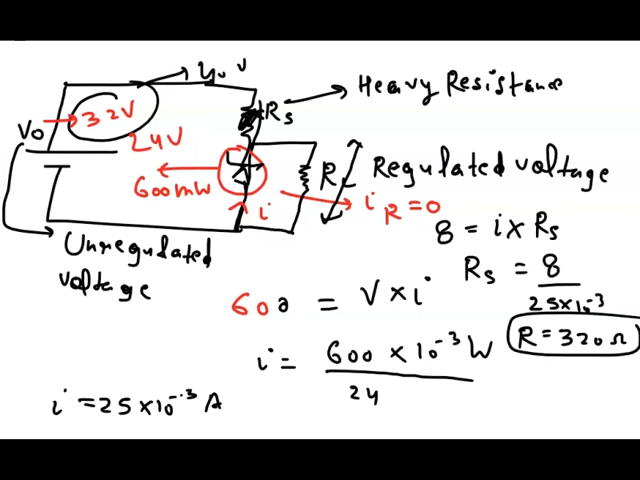 40 V
Heavy Resistance
Rs
V0
32V
24V
600mW
RL
Regulated voltage
i
iR=0
8 = i x Rs
Unregulated
voltage
Rs = 8
25x10-3
R = 320 Ω
600 = V x i
i = 600 x 10-3 W
24
i = 25 x 10-3 A